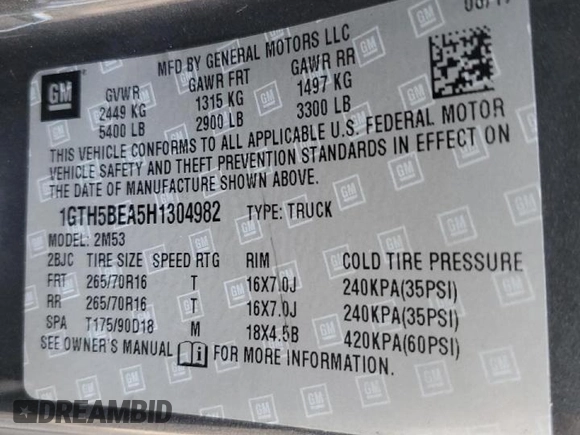 MFD BY GENERAL MOTORS LLC
GM
GVWR GAWR FRT GAWR RR
2449 KG 1315 KG 1497 KG
5400 LB 2900 LB 3300 LB
THIS VEHICLE CONFORMS TO ALL APPLICABLE U.S. FEDERAL MOTOR
VEHICLE SAFETY AND THEFT PREVENTION STANDARDS IN EFFECT ON
THE DATE OF MANUFACTURE SHOWN ABOVE.
1GTH5BEA5H1304982 TYPE: TRUCK
MODEL: 2M53
2BJC TIRE SIZE SPEED RTG RIM COLD TIRE PRESSURE
FRT 265/70R16 T 16X7.0J 240KPA(35PSI)
RR 265/70R16 T 16X7.0J 240KPA(35PSI)
SPA T175/90D18 M 18X4.5B 420KPA(60PSI)
SEE OWNER'S MANUAL i FOR MORE INFORMATION.
DREAMBID